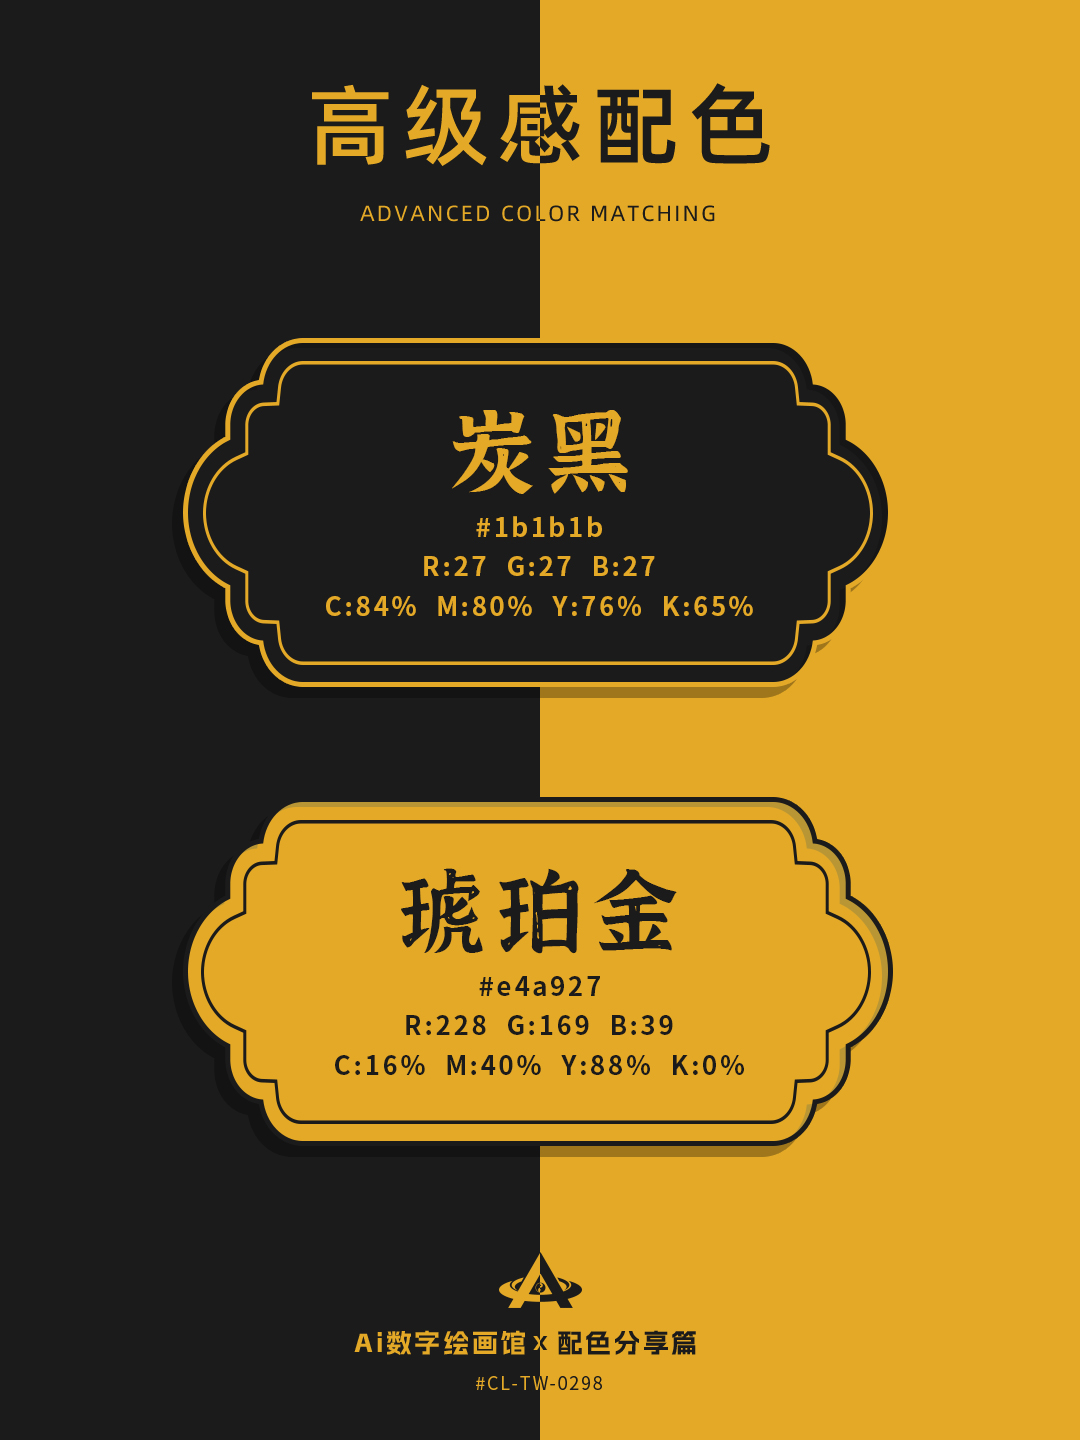 高级感配色
ADVANCED COLOR MATCHING
炭黑
#1b1b1b
R:27 G:27 B:27
C:84% M:80% Y:76% K:65%
琥珀金
#e4a927
R:228 G:169 B:39
C:16% M:40% Y:88% K:0%
Ai数字绘画馆 x 配色分享篇
#CL-TW-0298